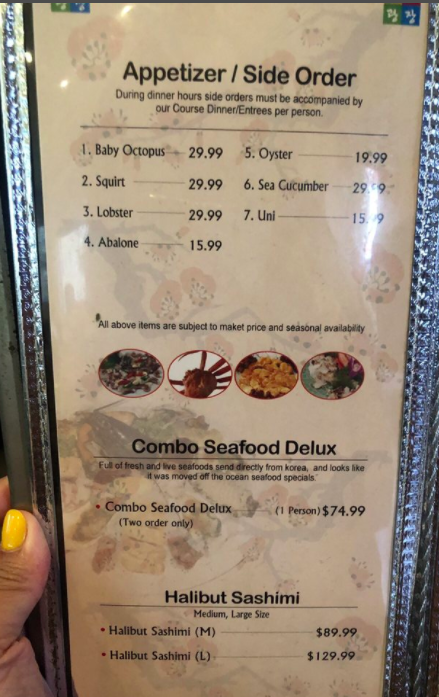 Appetizer / Side Order
During dinner hours side orders must be accompanied by
our Course Dinner/Entrees per person.
1. Baby Octopus 29.99 5. Oyster 19.99
2. Squirt 29.99 6. Sea Cucumber 29.99
3. Lobster 29.99 7. Uni
4. Abalone 15.99
*All above items are subject to maket price and seasonal availability
Combo Seafood Delux
Full of fresh and live seafoods send directly from korea, and looks like
it was moved off the ocean seafood specials.
• Combo Seafood Delux (1 Person) $74.99
(Two order only)
Halibut Sashimi
Medium, Large Size
• Halibut Sashimi (M) $89.99
• Halibut Sashimi (L) $129.99